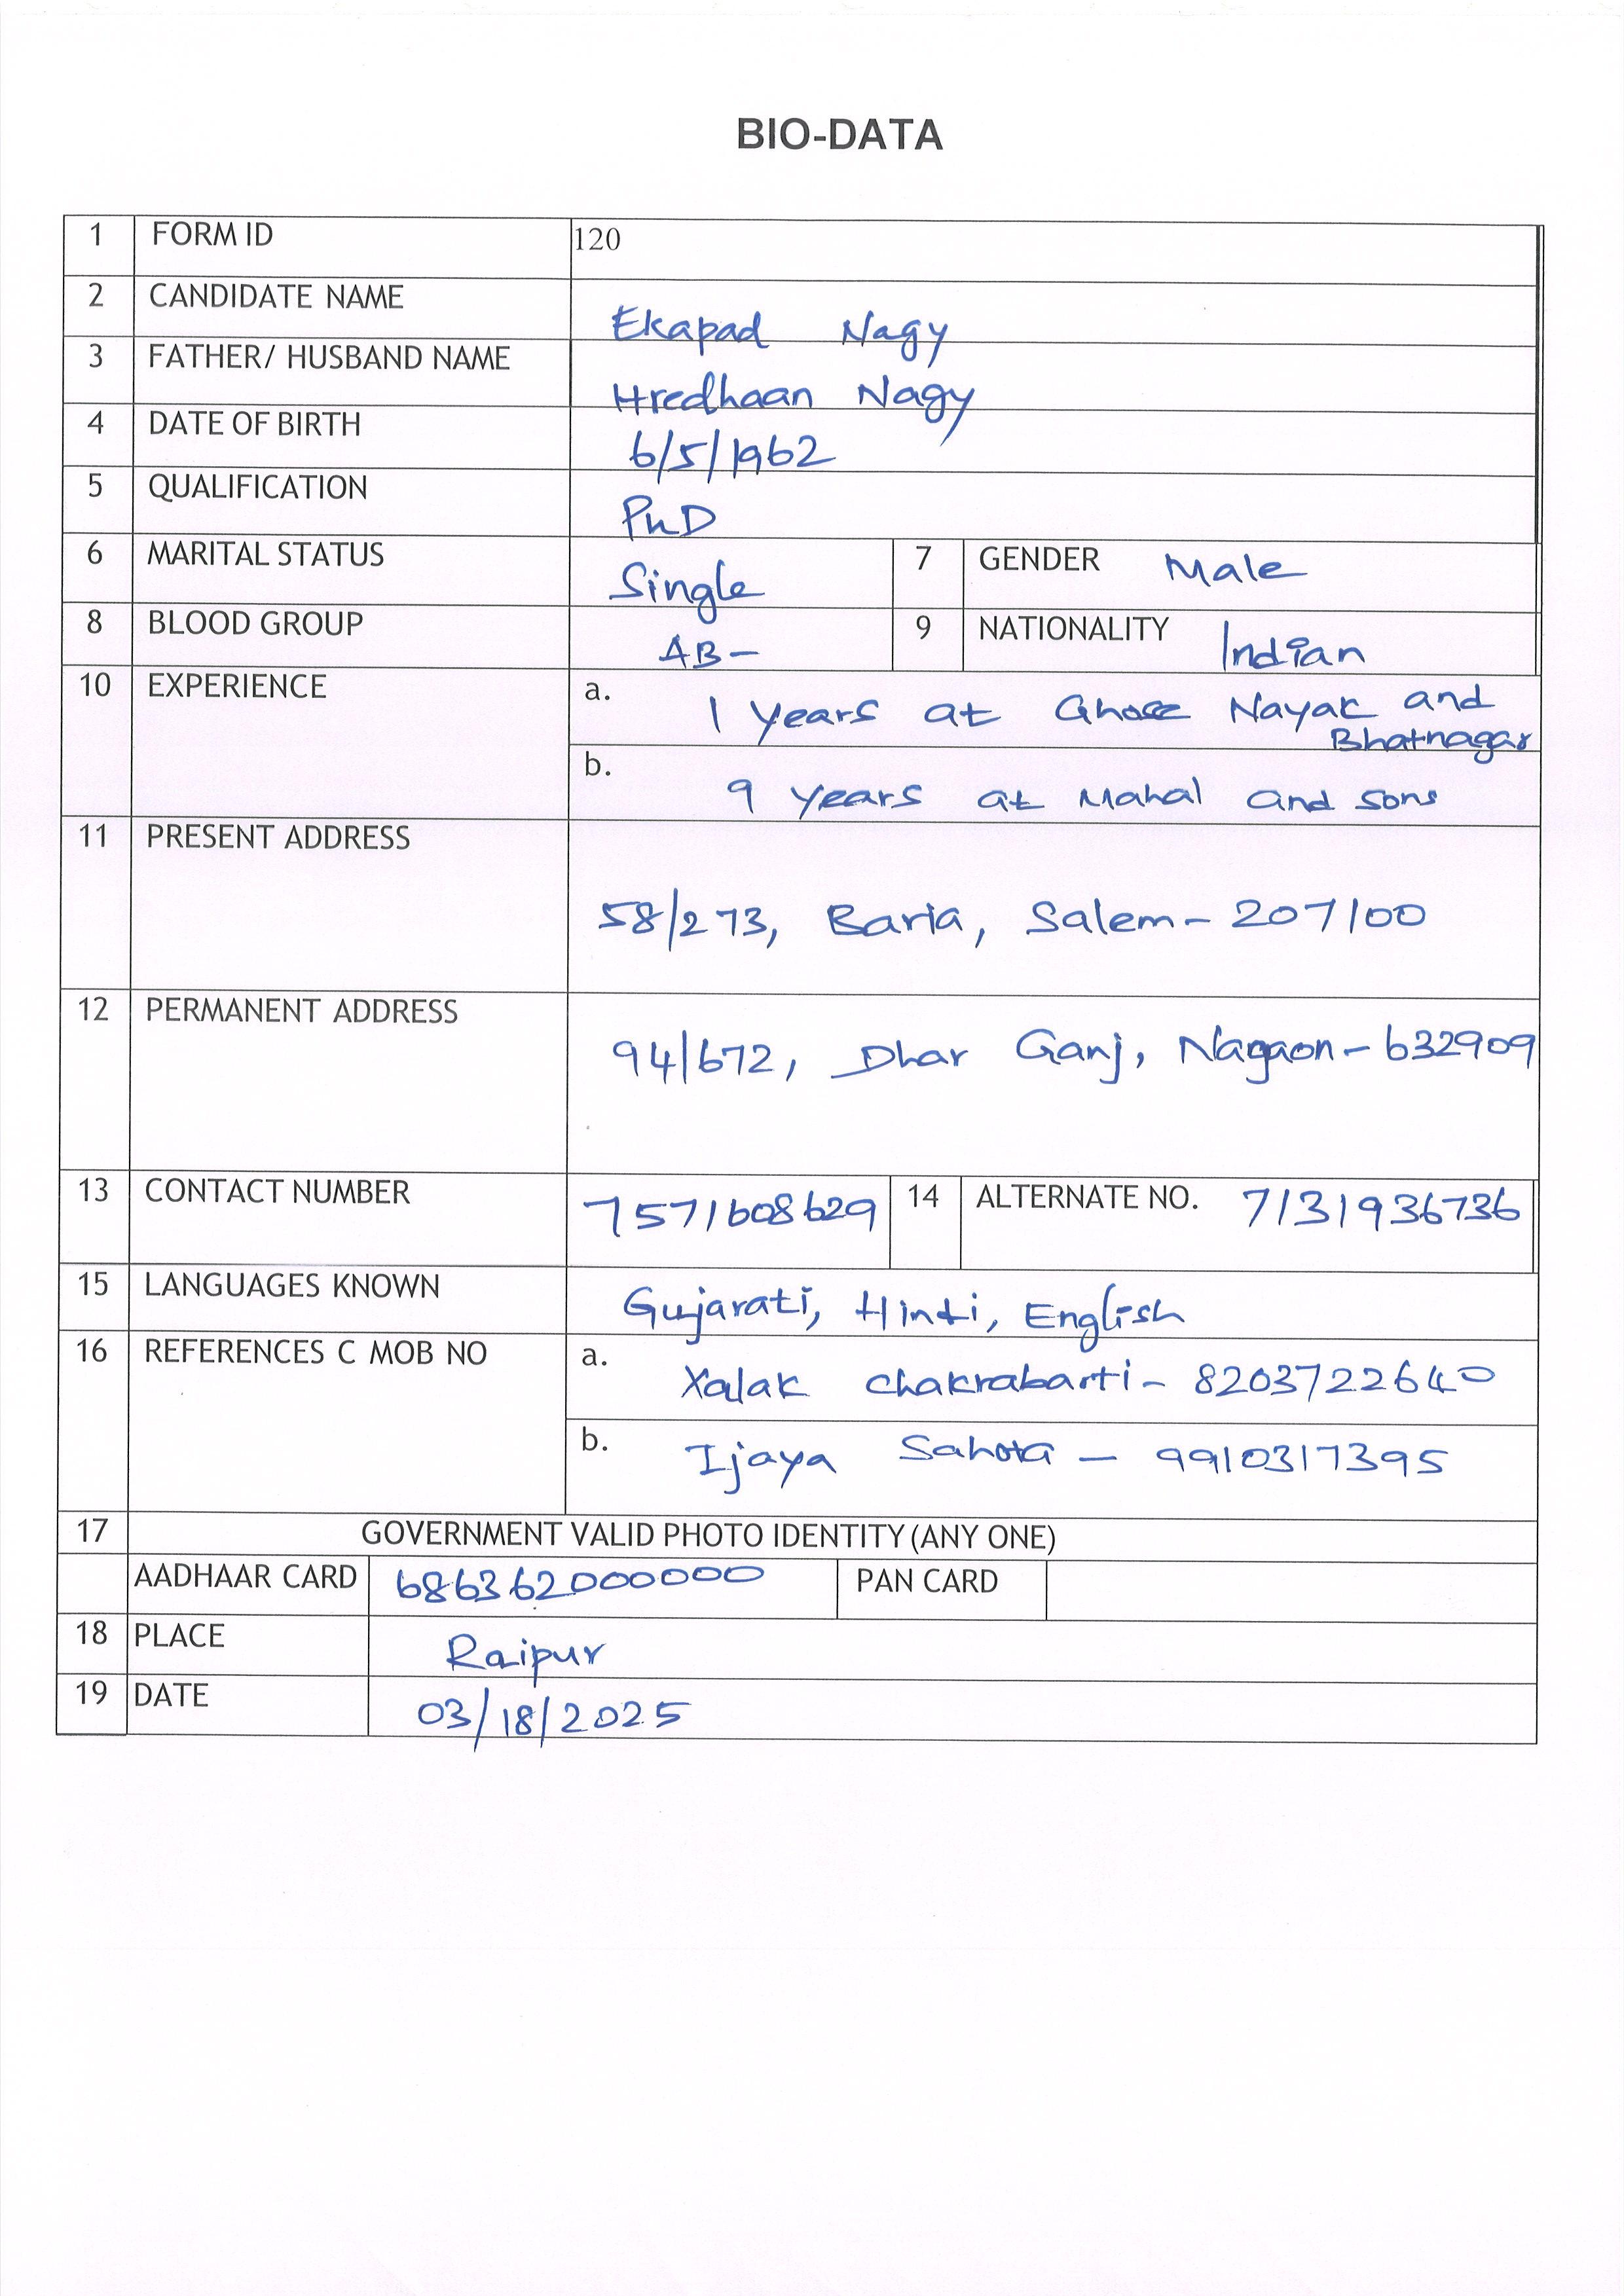 BIO-DATA
1 FORM ID 120
2 CANDIDATE NAME Ekapad Nagy
3 FATHER/ HUSBAND NAME Hredhaan Nagy
4 DATE OF BIRTH 6/5/1962
5 QUALIFICATION PhD
6 MARITAL STATUS Single 7 GENDER Male
8 BLOOD GROUP AB- 9 NATIONALITY Indian
10 EXPERIENCE a. 1 years at Ghose Nayak and
Bhatnagar
b. 9 years at Mahal and sons
11 PRESENT ADDRESS
58/273, Baria, Salem- 207100
12 PERMANENT ADDRESS
94/672, Dhar Ganj, Nagaon- 632909
13 CONTACT NUMBER 7571608629 14 ALTERNATE NO. 7131936736
15 LANGUAGES KNOWN Gujarati, Hindi, English
16 REFERENCES C MOB NO a. Xalak Chakrabarti- 8203722640
b. Ijaya Sahota - 9910317395
17 GOVERNMENT VALID PHOTO IDENTITY (ANY ONE)
AADHAAR CARD 686362000000 PAN CARD
18 PLACE Raipur
19 DATE 03/18/2025